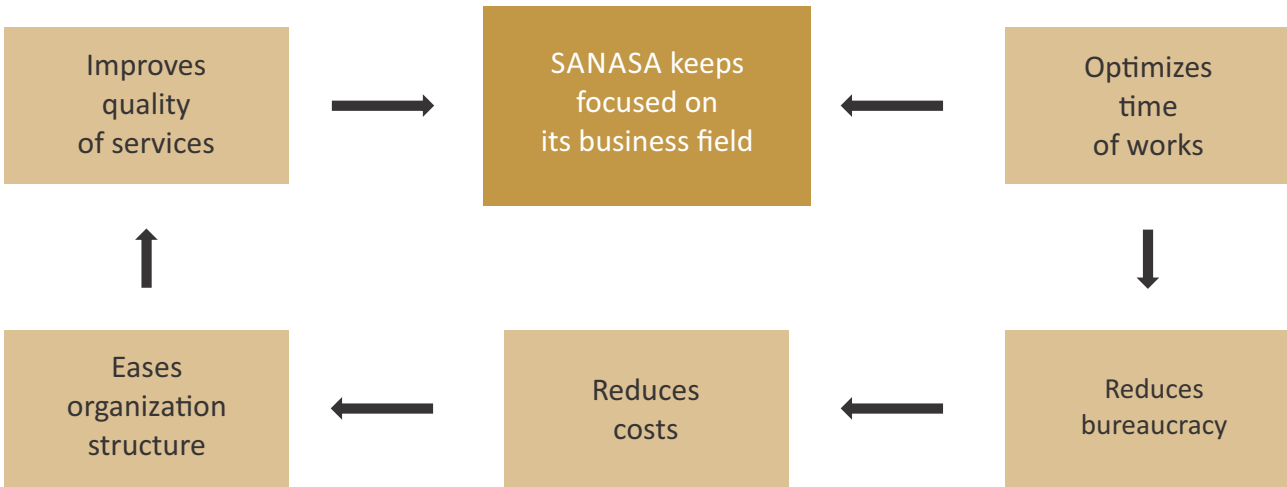 Improves
quality
of services
SANASA keeps
focused on
its business field
Optimizes
time
of works
Eases
organization
structure
Reduces
costs
Reduces
bureaucracy